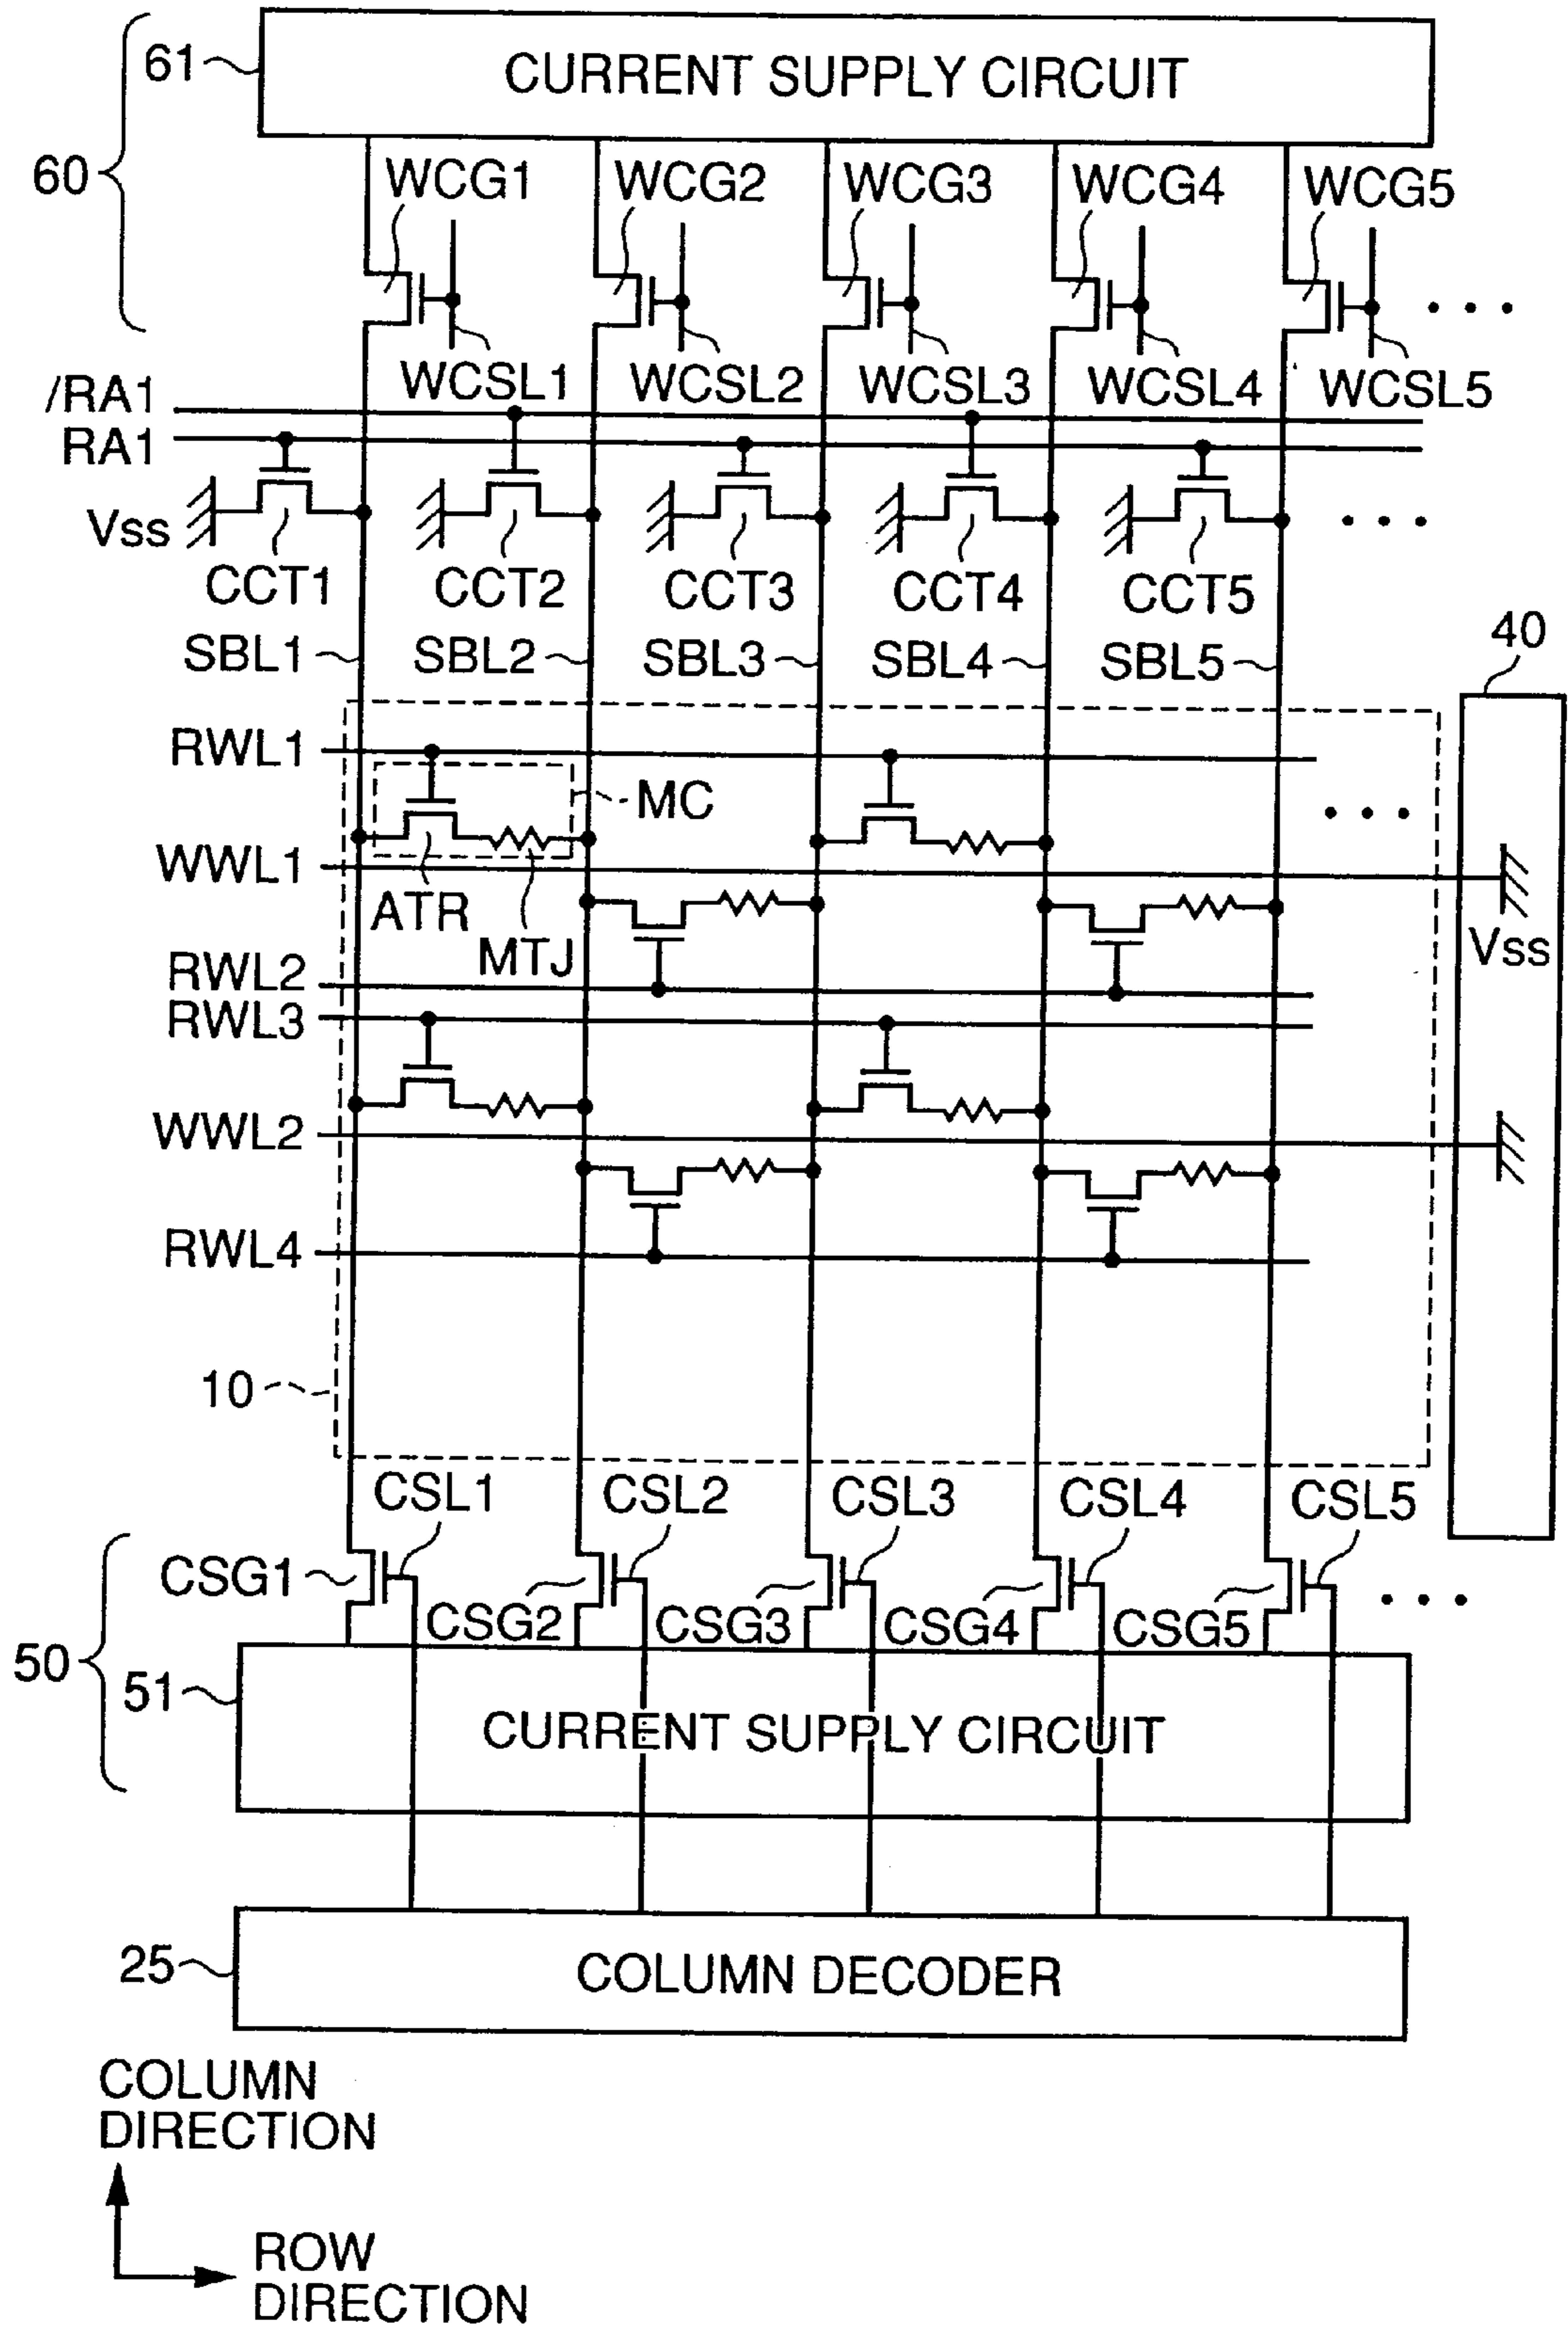 61
CURRENT SUPPLY CIRCUIT
60
WCG1 WCG2 WCG3 WCG4 WCG5
WCSL1 WCSL2 WCSL3 WCSL4 WCSL5
/RA1
RA1
Vss
CCT1 CCT2 CCT3 CCT4 CCT5
SBL1 SBL2 SBL3 SBL4 SBL5
40
RWL1
MC
WWL1
ATR
MTJ
Vss
RWL2
RWL3
WWL2
RWL4
10
CSL1 CSL2 CSL3 CSL4 CSL5
CSG1 CSG2 CSG3 CSG4 CSG5
50
51
CURRENT SUPPLY CIRCUIT
25
COLUMN DECODER
COLUMN
DIRECTION
ROW
DIRECTION